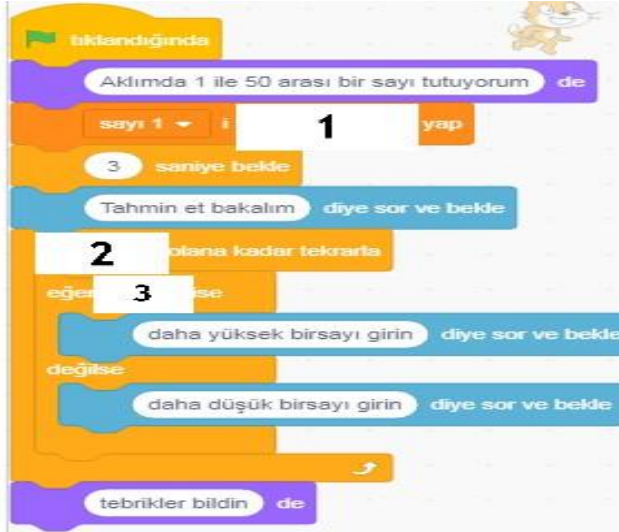 tıklandığında
Aklımda 1 ile 50 arası bir sayı tutuyorum de
sayı 1 i 1 yap
3 saniye bekle
Tahmin et bakalım diye sor ve bekle
2 olana kadar tekrarla
eğer 3 ise
daha yüksek birsayı girin diye sor ve bekle
değilse
daha düşük birsayı girin diye sor ve bekle
tebrikler bildin de